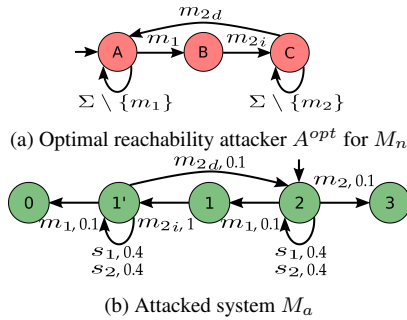 m_{2d}
A m_1 B m_{2i} C
Σ \ {m_1} Σ \ {m_2}
(a) Optimal reachability attacker A^{opt} for M_n
m_{2d}, 0.1
m_2, 0.1
0 1' 1 2 3
m_1, 0.1 m_{2i}, 1 m_1, 0.1
s_1, 0.4 s_1, 0.4
s_2, 0.4 s_2, 0.4
(b) Attacked system M_a